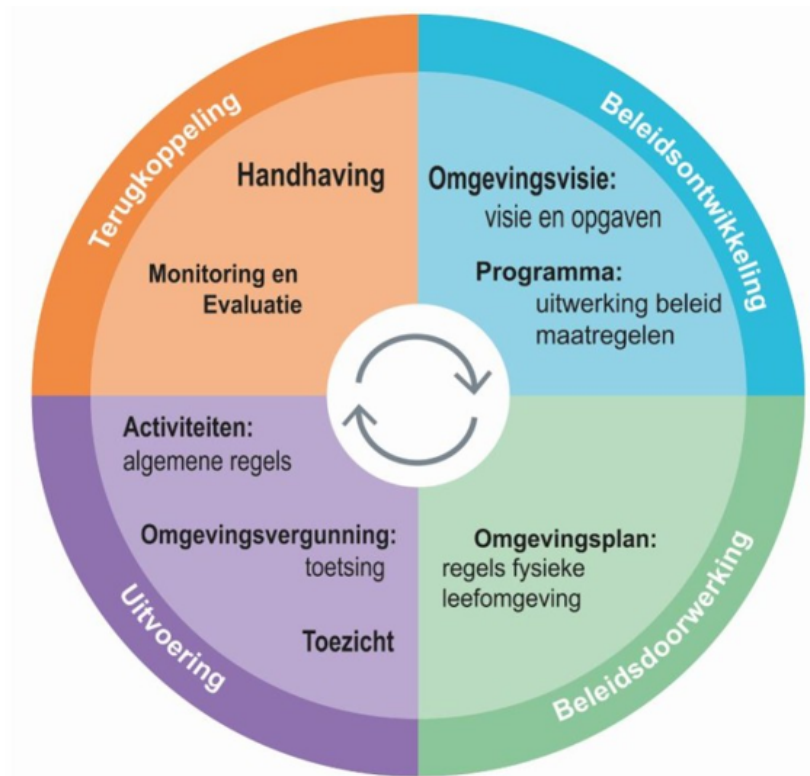 Terugkoppeling
Handhaving
Monitoring en
Evaluatie
Beleidsontwikkeling
Omgevingsvisie:
visie en opgaven
Programma:
uitwerking beleid
maatregelen
Beleidsdoorwerking
Omgevingsplan:
regels fysieke
leefomgeving
Uitvoering
Activiteiten:
algemene regels
Omgevingsvergunning:
toetsing
Toezicht